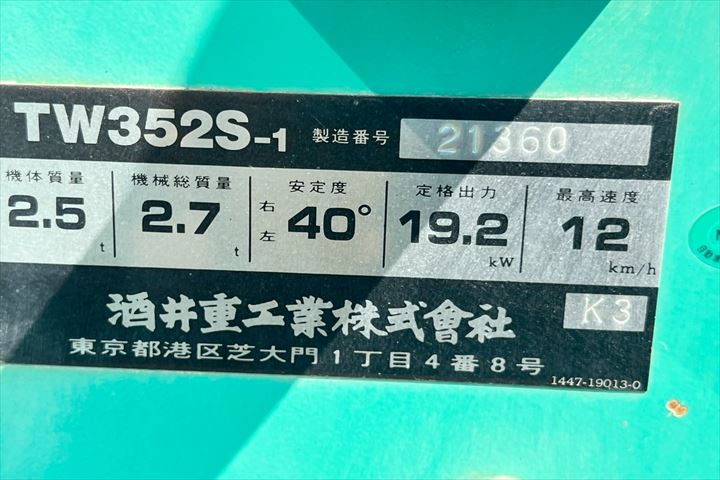 TW352S-1 製造番号 21360
機体質量 機械総質量 安定度 定格出力 最高速度
2.5 t 2.7 t 右 左 40° 19.2 kW 12 km/h
酒井重工業株式會社 K3
東京都港区芝大門1丁目4番8号
1447-19013-0